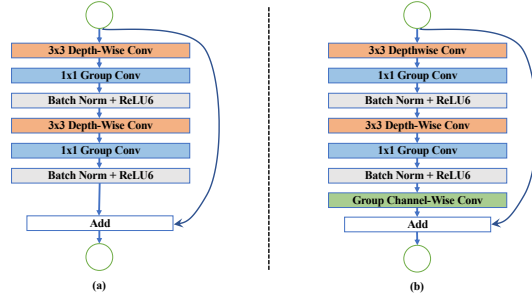 3x3 Depth-Wise Conv
1x1 Group Conv
Batch Norm + ReLU6
3x3 Depth-Wise Conv
1x1 Group Conv
Batch Norm + ReLU6
Add
(a)
3x3 Depthwise Conv
1x1 Group Conv
Batch Norm + ReLU6
3x3 Depth-Wise Conv
1x1 Group Conv
Batch Norm + ReLU6
Group Channel-Wise Conv
Add
(b)